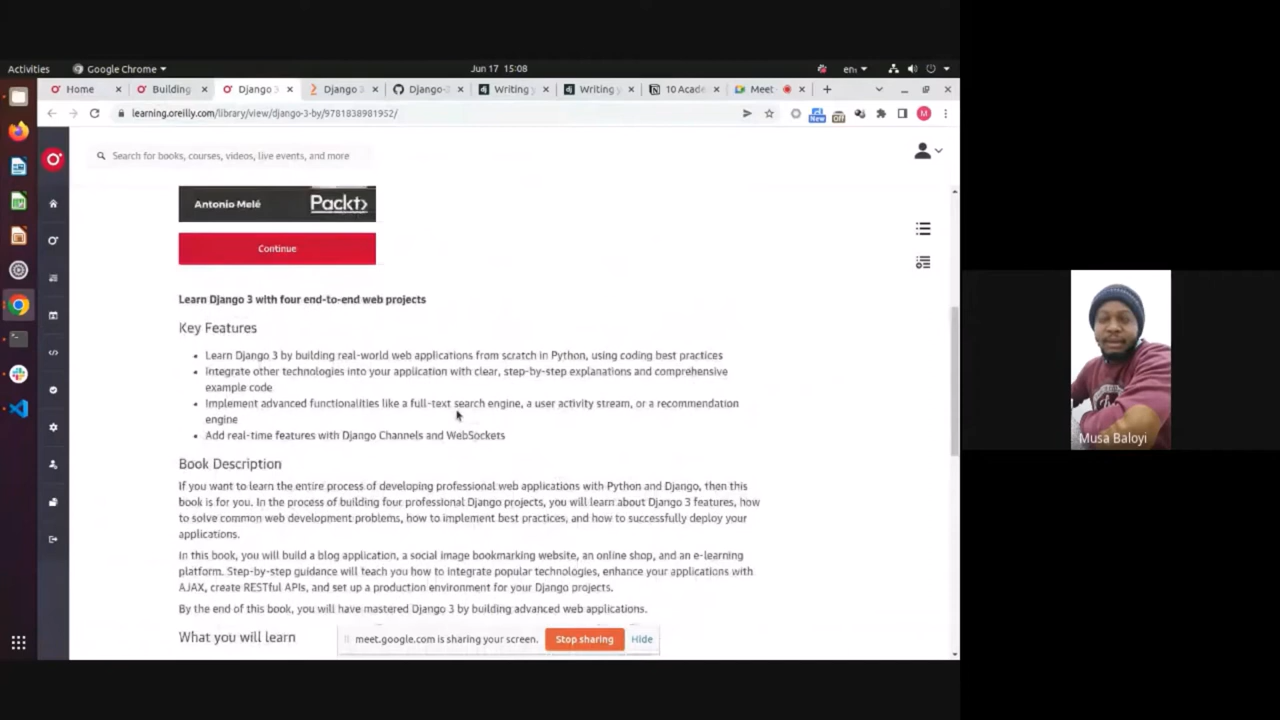 Activities
Google Chrome
Jun 17 15:08
en
Home
Building
Django 3
Django 3
Django-
Writing y
Writing y
10 Acade
Meet
learning.oreilly.com/library/view/django-3-by/9781838981952/
New
Off
M
Search for books, courses, videos, live events, and more
Antonio Melé
Packt>
Continue
Learn Django 3 with four end-to-end web projects
Key Features
• Learn Django 3 by building real-world web applications from scratch in Python, using coding best practices
• Integrate other technologies into your application with clear, step-by-step explanations and comprehensive
example code
• Implement advanced functionalities like a full-text search engine, a user activity stream, or a recommendation
engine
• Add real-time features with Django Channels and WebSockets
Book Description
If you want to learn the entire process of developing professional web applications with Python and Django, then this
book is for you. In the process of building four professional Django projects, you will learn about Django 3 features, how
to solve common web development problems, how to implement best practices, and how to successfully deploy your
applications.
In this book, you will build a blog application, a social image bookmarking website, an online shop, and an e-learning
platform. Step-by-step guidance will teach you how to integrate popular technologies, enhance your applications with
AJAX, create RESTful APIs, and set up a production environment for your Django projects.
By the end of this book, you will have mastered Django 3 by building advanced web applications.
What you will learn
meet.google.com is sharing your screen.
Stop sharing
Hide
Musa Baloyi